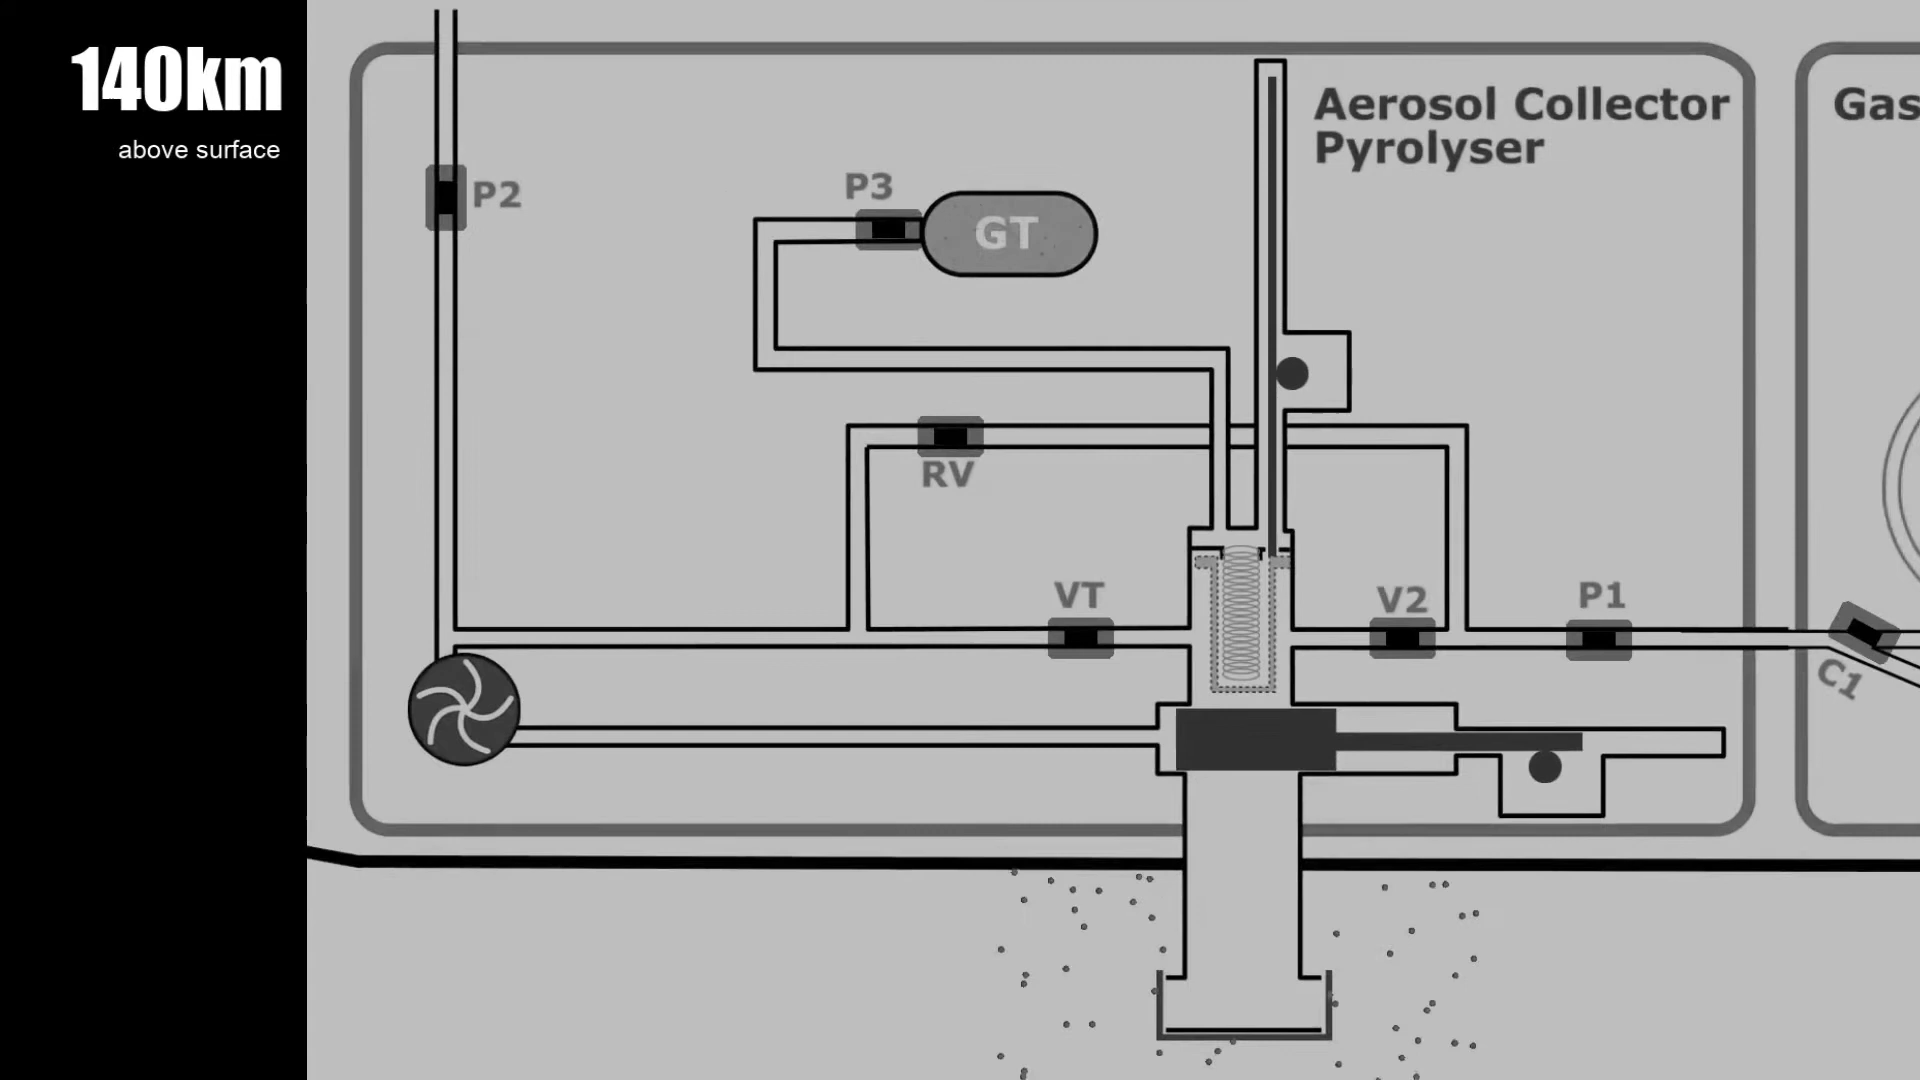 140km
above surface
Aerosol Collector
Pyrolyser
Gas
P2
P3
GT
RV
VT
V2
P1
C1